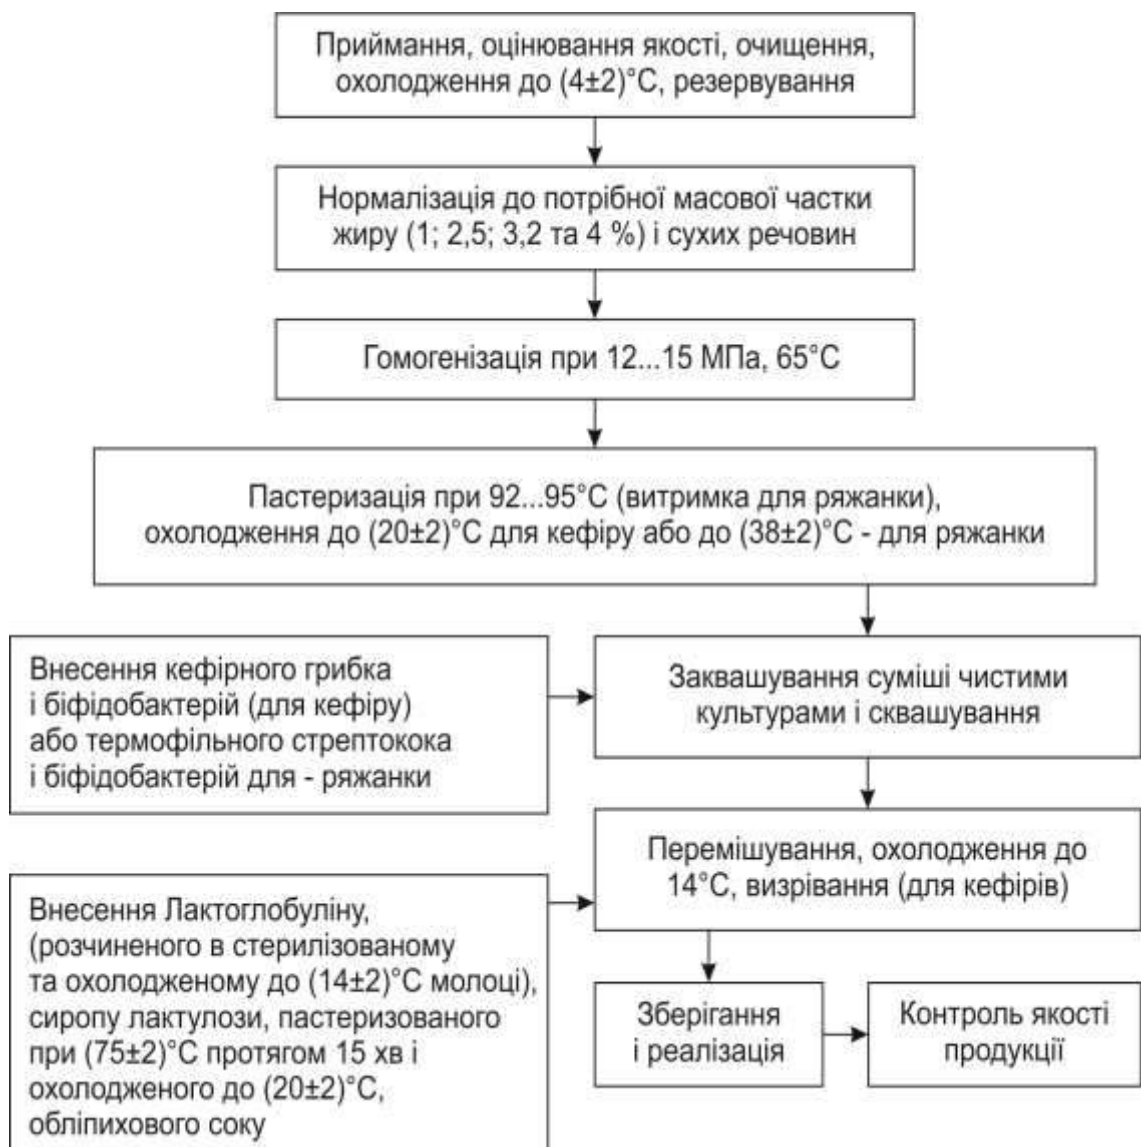 Приймання, оцінювання якості, очищення,
охолодження до (4±2)°С, резервування
Нормалізація до потрібної масової частки
жиру (1; 2,5; 3,2 та 4 %) і сухих речовин
Гомогенізація при 12...15 МПа, 65°С
Пастеризація при 92...95°С (витримка для ряжанки),
охолодження до (20±2)°С для кефіру або до (38±2)°С - для ряжанки
Внесення кефірного грибка
і біфідобактерій (для кефіру)
або термофільного стрептокока
і біфідобактерій для - ряжанки
Заквашування суміші чистими
культурами і сквашування
Перемішування, охолодження до
14°С, визрівання (для кефірів)
Внесення Лактоглобуліну,
(розчиненого в стерилізованому
та охолодженому до (14±2)°С молоці),
сиропу лактулози, пастеризованого
при (75±2)°С протягом 15 хв і
охолодженого до (20±2)°С,
обліпихового соку
Зберігання
і реалізація
Контроль якості
продукції